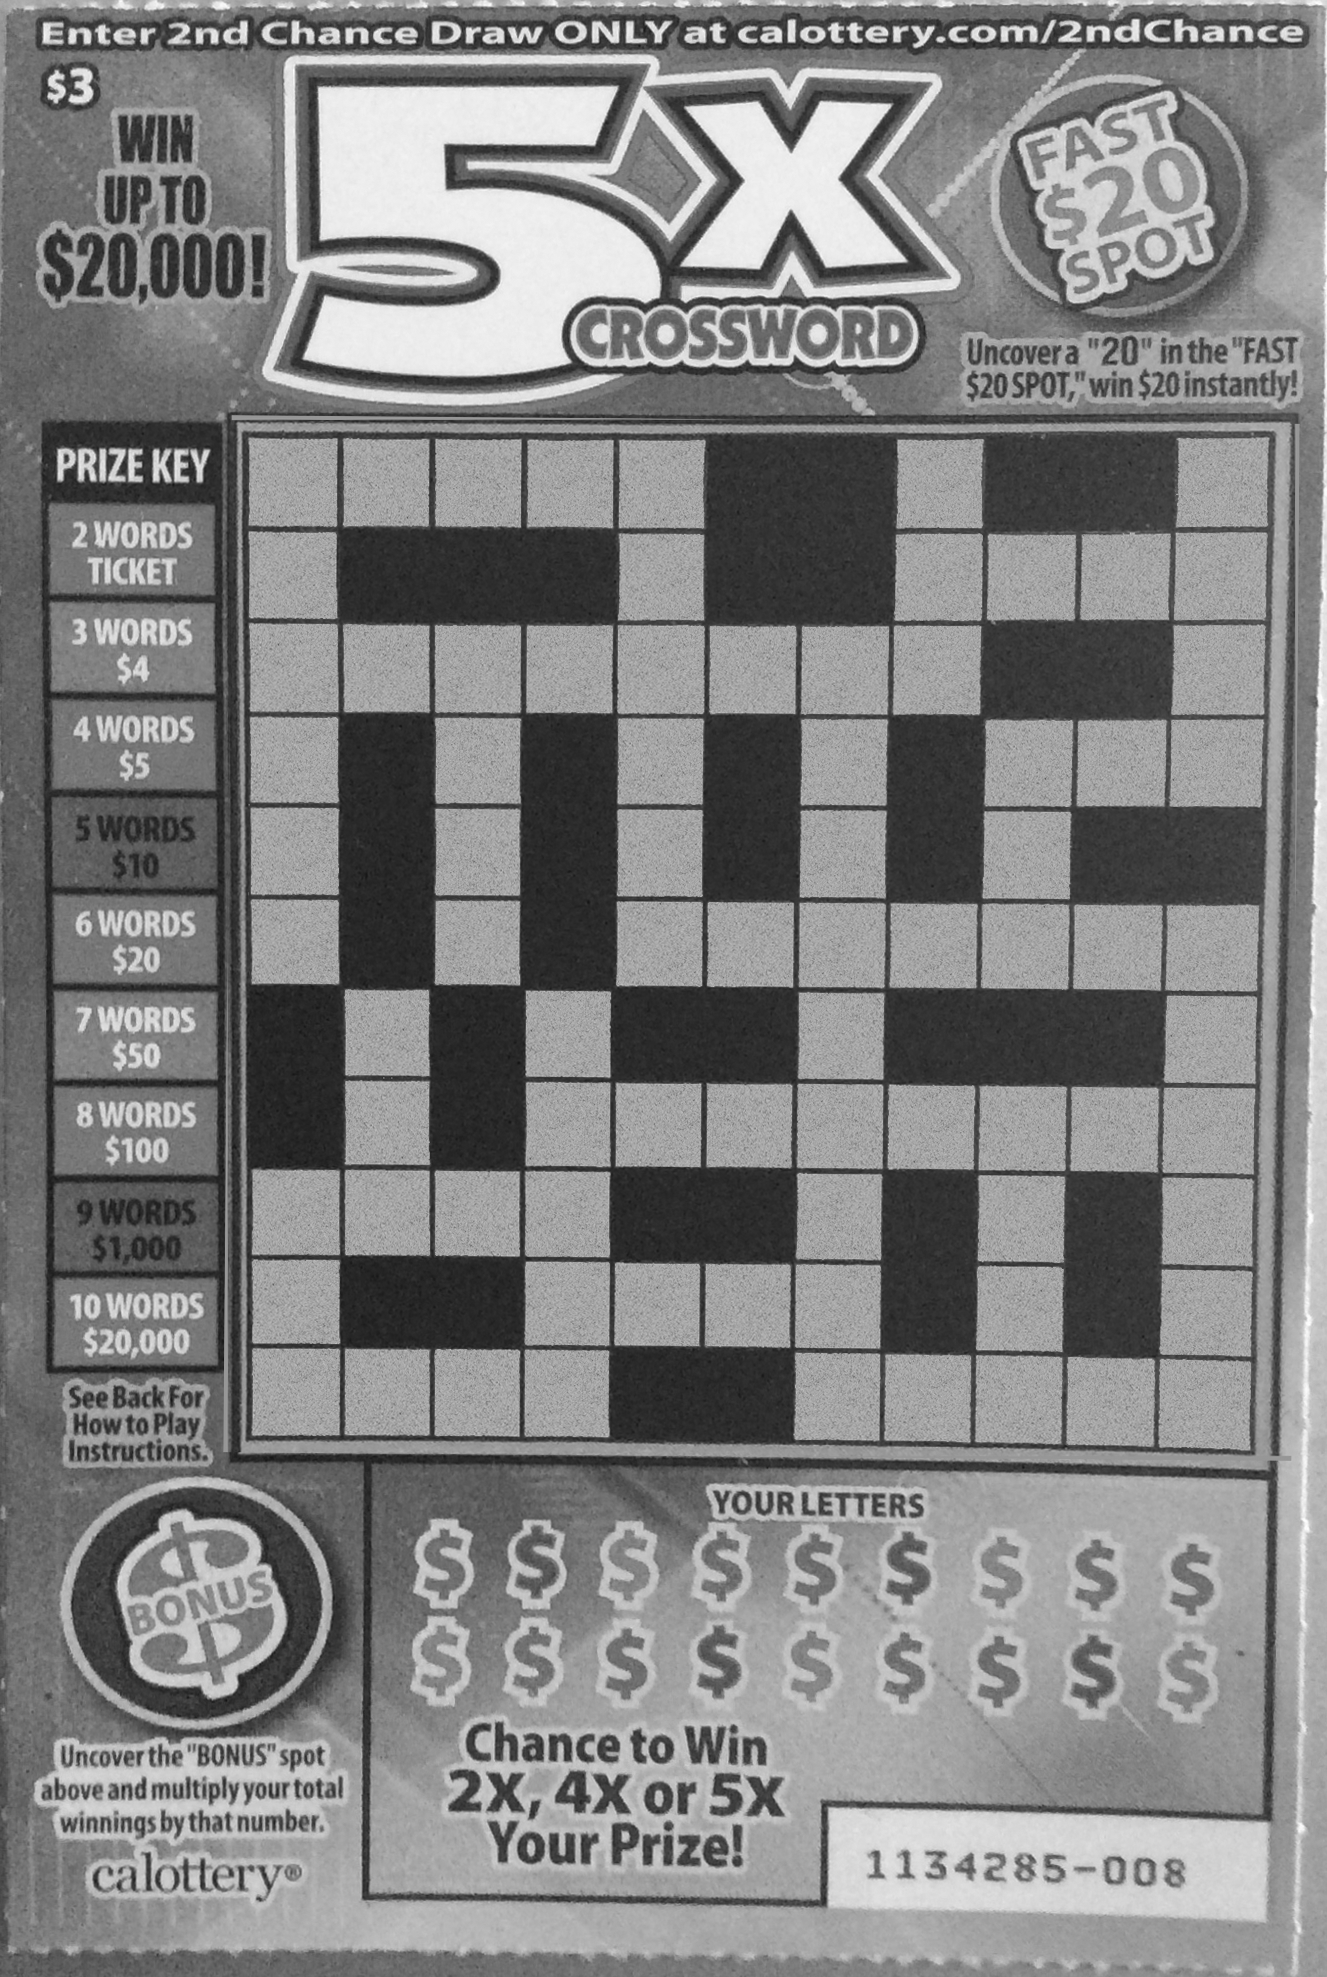 Enter 2nd Chance Draw ONLY at calottery.com/2ndChance
$3
WIN
UP TO
$20,000!
5X
CROSSWORD
FAST
$20
SPOT
Uncover a "20" in the "FAST
$20 SPOT," win $20 instantly!
PRIZE KEY
2 WORDS
TICKET
3 WORDS
$4
4 WORDS
$5
5 WORDS
$10
6 WORDS
$20
7 WORDS
$50
8 WORDS
$100
9 WORDS
$1,000
10 WORDS
$20,000
See Back For
How to Play
Instructions.
BONUS
Uncover the "BONUS" spot
above and multiply your total
winnings by that number.
calottery®
YOUR LETTERS
$ $ $ $ $ $ $ $ $
$ $ $ $ $ $ $ $ $
Chance to Win
2X, 4X or 5X
Your Prize!
1134285-008